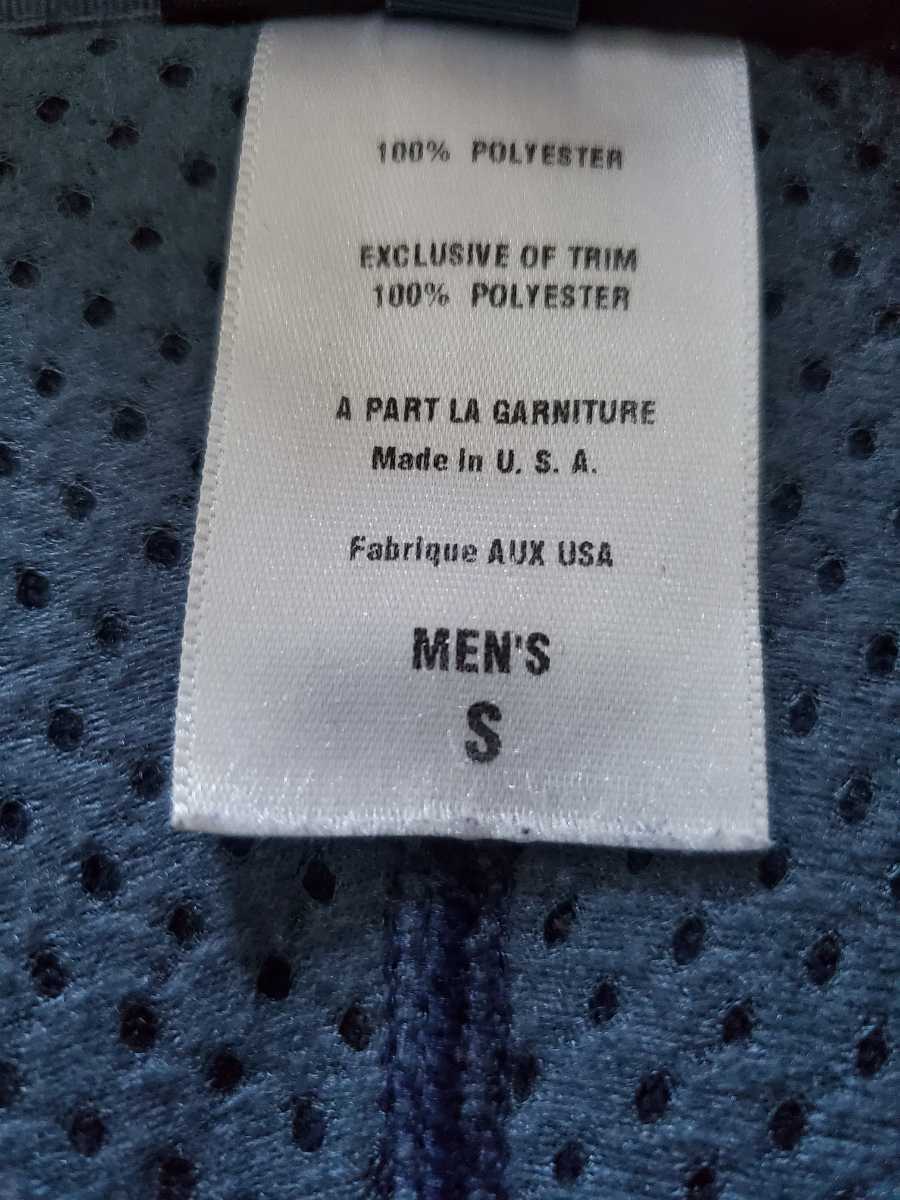 100% POLYESTER
EXCLUSIVE OF TRIM
100% POLYESTER
A PART LA GARNITURE
Made In U. S. A.
Fabrique AUX USA
MEN'S
S